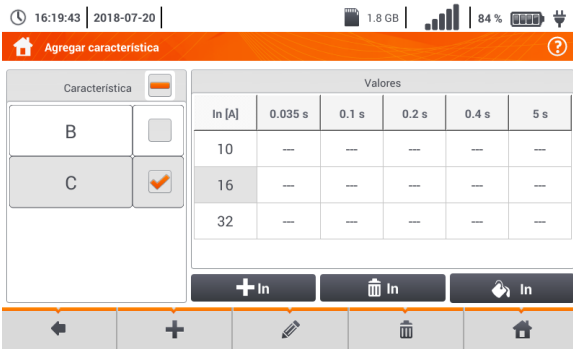 16:19:43 2018-07-20 1.8 GB 84 %
Agregar característica ?
Característica
B
C
Valores
In [A] 0.035 s 0.1 s 0.2 s 0.4 s 5 s
10 --- --- --- --- ---
16 --- --- --- --- ---
32 --- --- --- --- ---
In In In